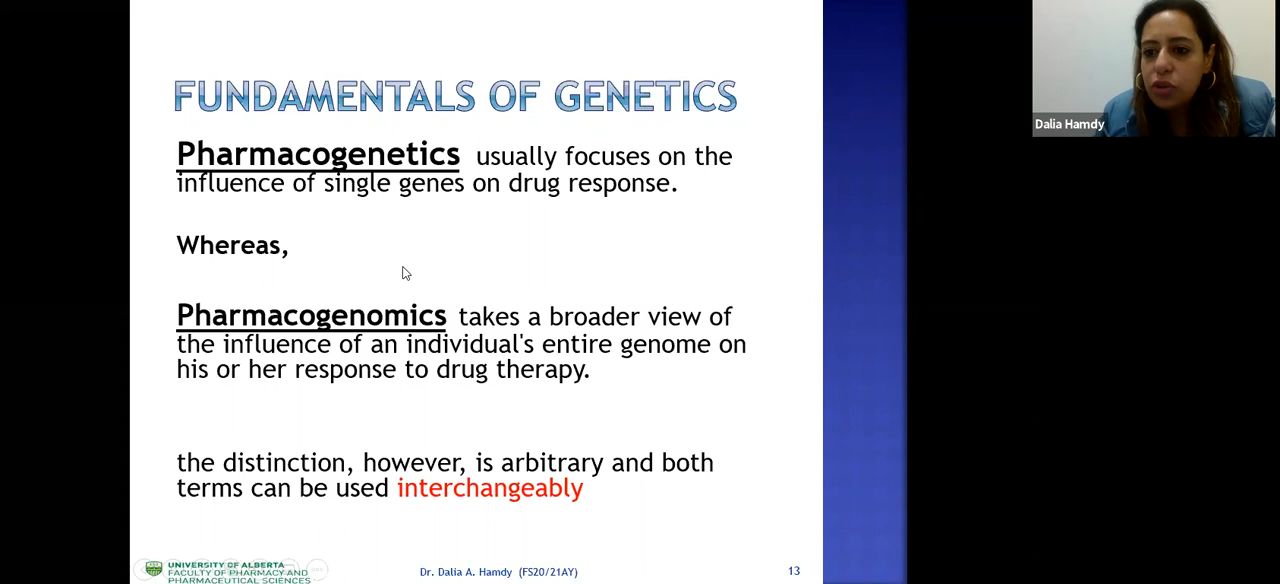 FUNDAMENTALS OF GENETICS
Pharmacogenetics usually focuses on the
influence of single genes on drug response.
Whereas,
Pharmacogenomics takes a broader view of
the influence of an individual's entire genome on
his or her response to drug therapy.
the distinction, however, is arbitrary and both
terms can be used interchangeably
UNIVERSITY OF ALBERTA
FACULTY OF PHARMACY AND
PHARMACEUTICAL SCIENCES
Dr. Dalia A. Hamdy (FS20/21AY)
13
Dalia Hamdy